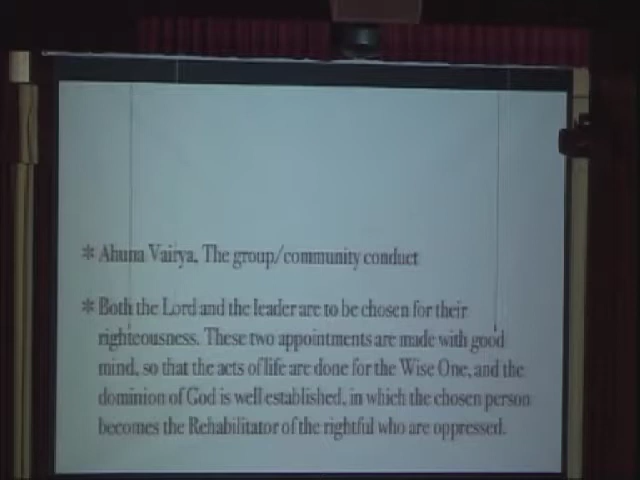 * Ahuna Vairya, The group/community conduct
* Both the Lord and the leader are to be chosen for their
righteousness. These two appointments are made with good
mind, so that the acts of life are done for the Wise One, and the
dominion of God is well established, in which the chosen person
becomes the Rehabilitator of the rightful who are oppressed.